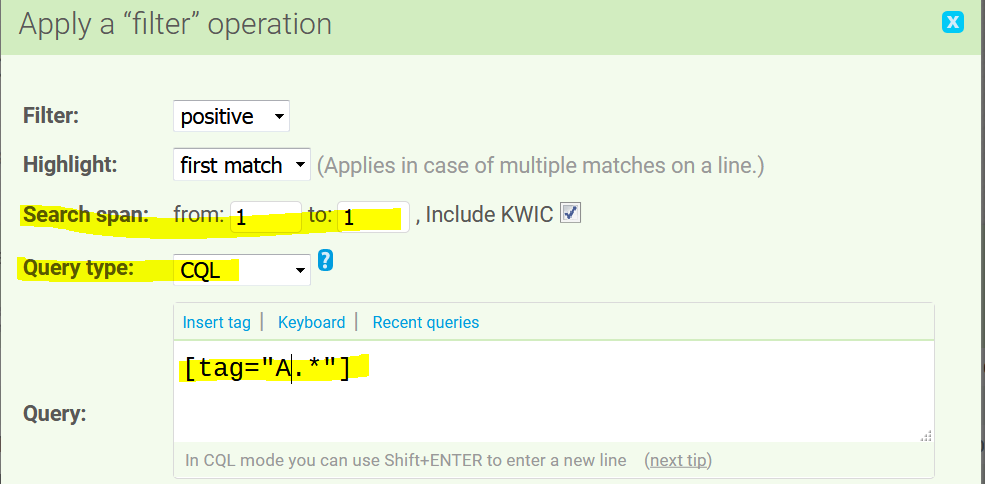 Apply a “filter” operation
X
Filter: positive
Highlight: first match (Applies in case of multiple matches on a line.)
Search span: from: 1 to: 1 , Include KWIC
Query type: CQL ?
Insert tag | Keyboard | Recent queries
[tag="A.*"]
Query:
In CQL mode you can use Shift+ENTER to enter a new line (next tip)